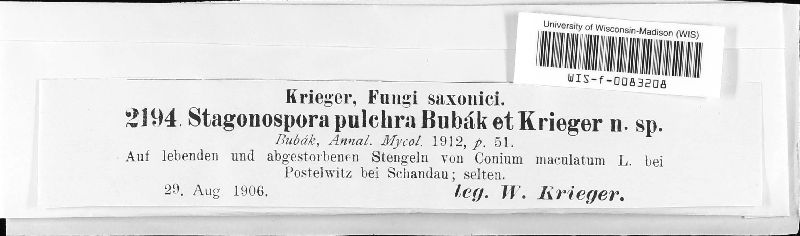 University of Wisconsin-Madison (WIS)
WIS-f-0083208
Krieger, Fungi saxonici.
2194. Stagonospora pulchra Bubák et Krieger n. sp.
Bubák, Annal. Mycol. 1912, p. 51.
Auf lebenden und abgestorbenen Stengeln von Conium maculatum L. bei
Postelwitz bei Schandau; selten.
29. Aug 1906. leg. W. Krieger.